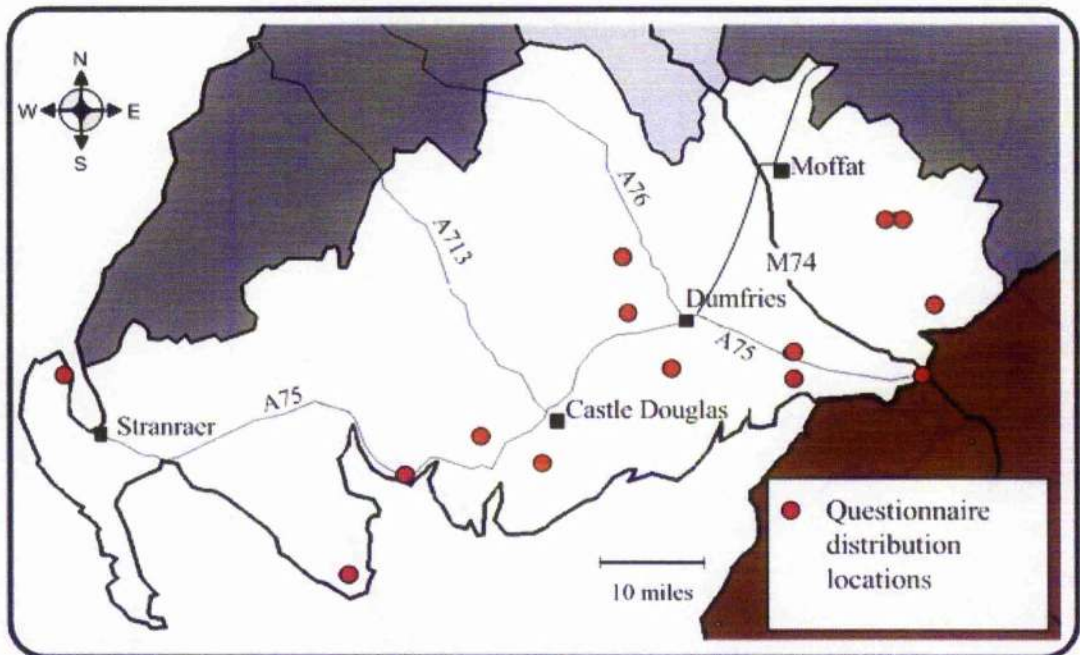 N
W E
S
Moffat
A76
A713
M74
Dumfries
A75
A75
Castle Douglas
Stranraer
10 miles
Questionnaire
distribution
locations